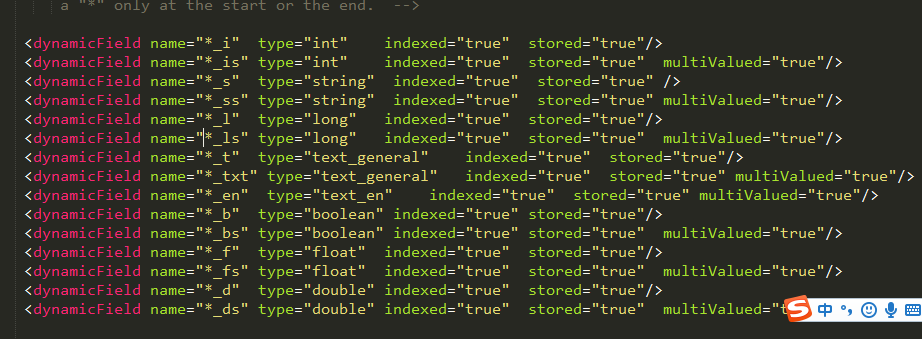 a "*" only at the start or the end.  -->
<dynamicField name="*_i"  type="int"    indexed="true"  stored="true"/>
<dynamicField name="*_is" type="int"    indexed="true"  stored="true"  multiValued="true"/>
<dynamicField name="*_s"  type="string"  indexed="true"   stored="true" />
<dynamicField name="*_ss" type="string"  indexed="true"   stored="true" multiValued="true"/>
<dynamicField name="*_l"  type="long"   indexed="true"  stored="true"/>
<dynamicField name="*_ls" type="long"   indexed="true"  stored="true"  multiValued="true"/>
<dynamicField name="*_t"  type="text_general"    indexed="true"  stored="true"/>
<dynamicField name="*_txt" type="text_general"   indexed="true"  stored="true" multiValued="true"/>
<dynamicField name="*_en"  type="text_en"    indexed="true"  stored="true" multiValued="true"/>
<dynamicField name="*_b"  type="boolean" indexed="true" stored="true"/>
<dynamicField name="*_bs" type="boolean" indexed="true" stored="true"  multiValued="true"/>
<dynamicField name="*_f"  type="float"  indexed="true"  stored="true"/>
<dynamicField name="*_fs" type="float"  indexed="true"  stored="true"  multiValued="true"/>
<dynamicField name="*_d"  type="double" indexed="true"  stored="true"/>
<dynamicField name="*_ds" type="double" indexed="true"  stored="true"  multiValued="t
S 中 °,